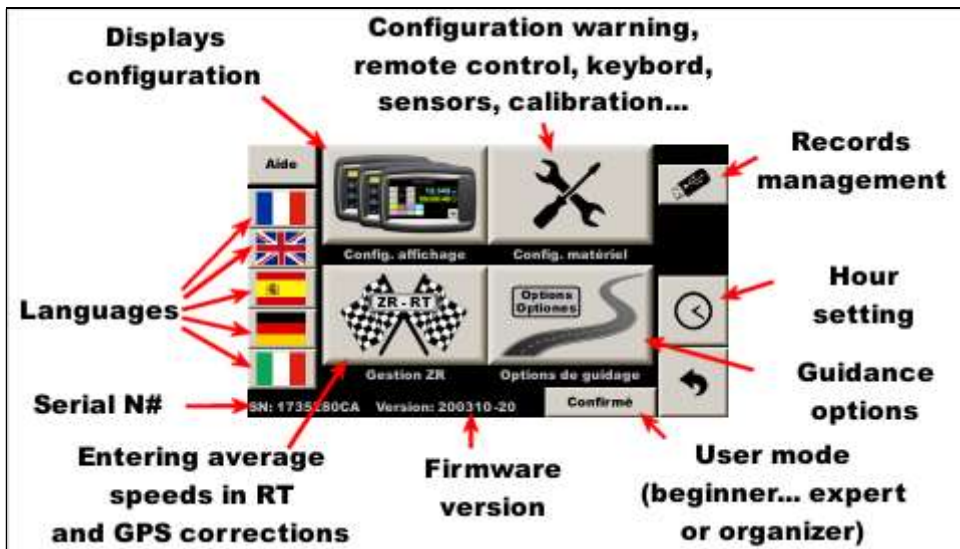 Displays
configuration
Configuration warning,
remote control, keybord,
sensors, calibration...
Records
management
Aide
Config. affichage
Config. matériel
Languages
Hour
setting
ZR - RT
Options
Optiones
Gestion ZR
Options de guidage
Guidance
options
Serial N#
SN: 1735280CA Version: 200310-20
Confirmé
Entering average
speeds in RT
and GPS corrections
Firmware
version
User mode
(beginner... expert
or organizer)